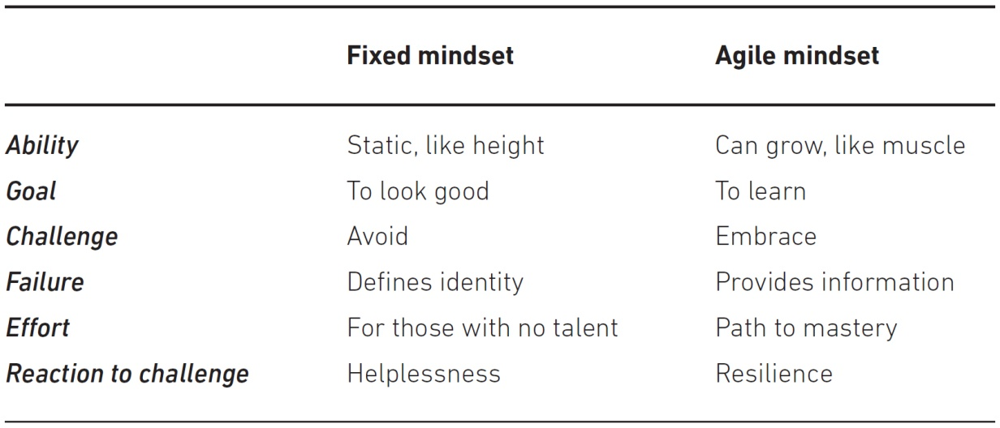 Fixed mindset Agile mindset
Ability Static, like height Can grow, like muscle
Goal To look good To learn
Challenge Avoid Embrace
Failure Defines identity Provides information
Effort For those with no talent Path to mastery
Reaction to challenge Helplessness Resilience